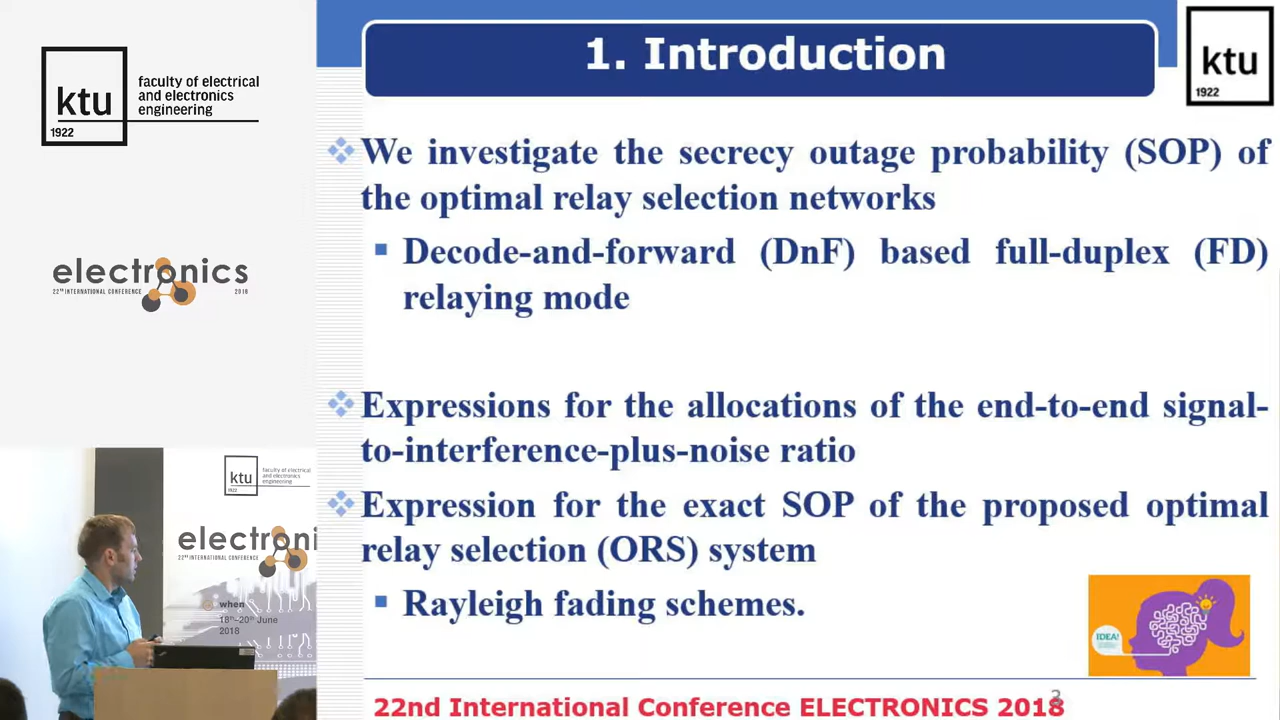 ktu
1922
faculty of electrical
and electronics
engineering
electronics
22TH INTERNATIONAL CONFERENCE 2018
1. Introduction
ktu
1922
We investigate the secrecy outage probability (SOP) of
the optimal relay selection networks
Decode-and-forward (DnF) based full-duplex (FD)
relaying mode
Expressions for the allocations of the end-to-end signal-
to-interference-plus-noise ratio
Expression for the exact SOP of the proposed optimal
relay selection (ORS) system
Rayleigh fading schemes.
IDEA!
22nd International Conference ELECTRONICS 2018
ktu
1922
faculty of electrical
and electronics
engineering
electroni
22TH INTERNATIONAL CONFERENCE
when
18th-20th June
2018